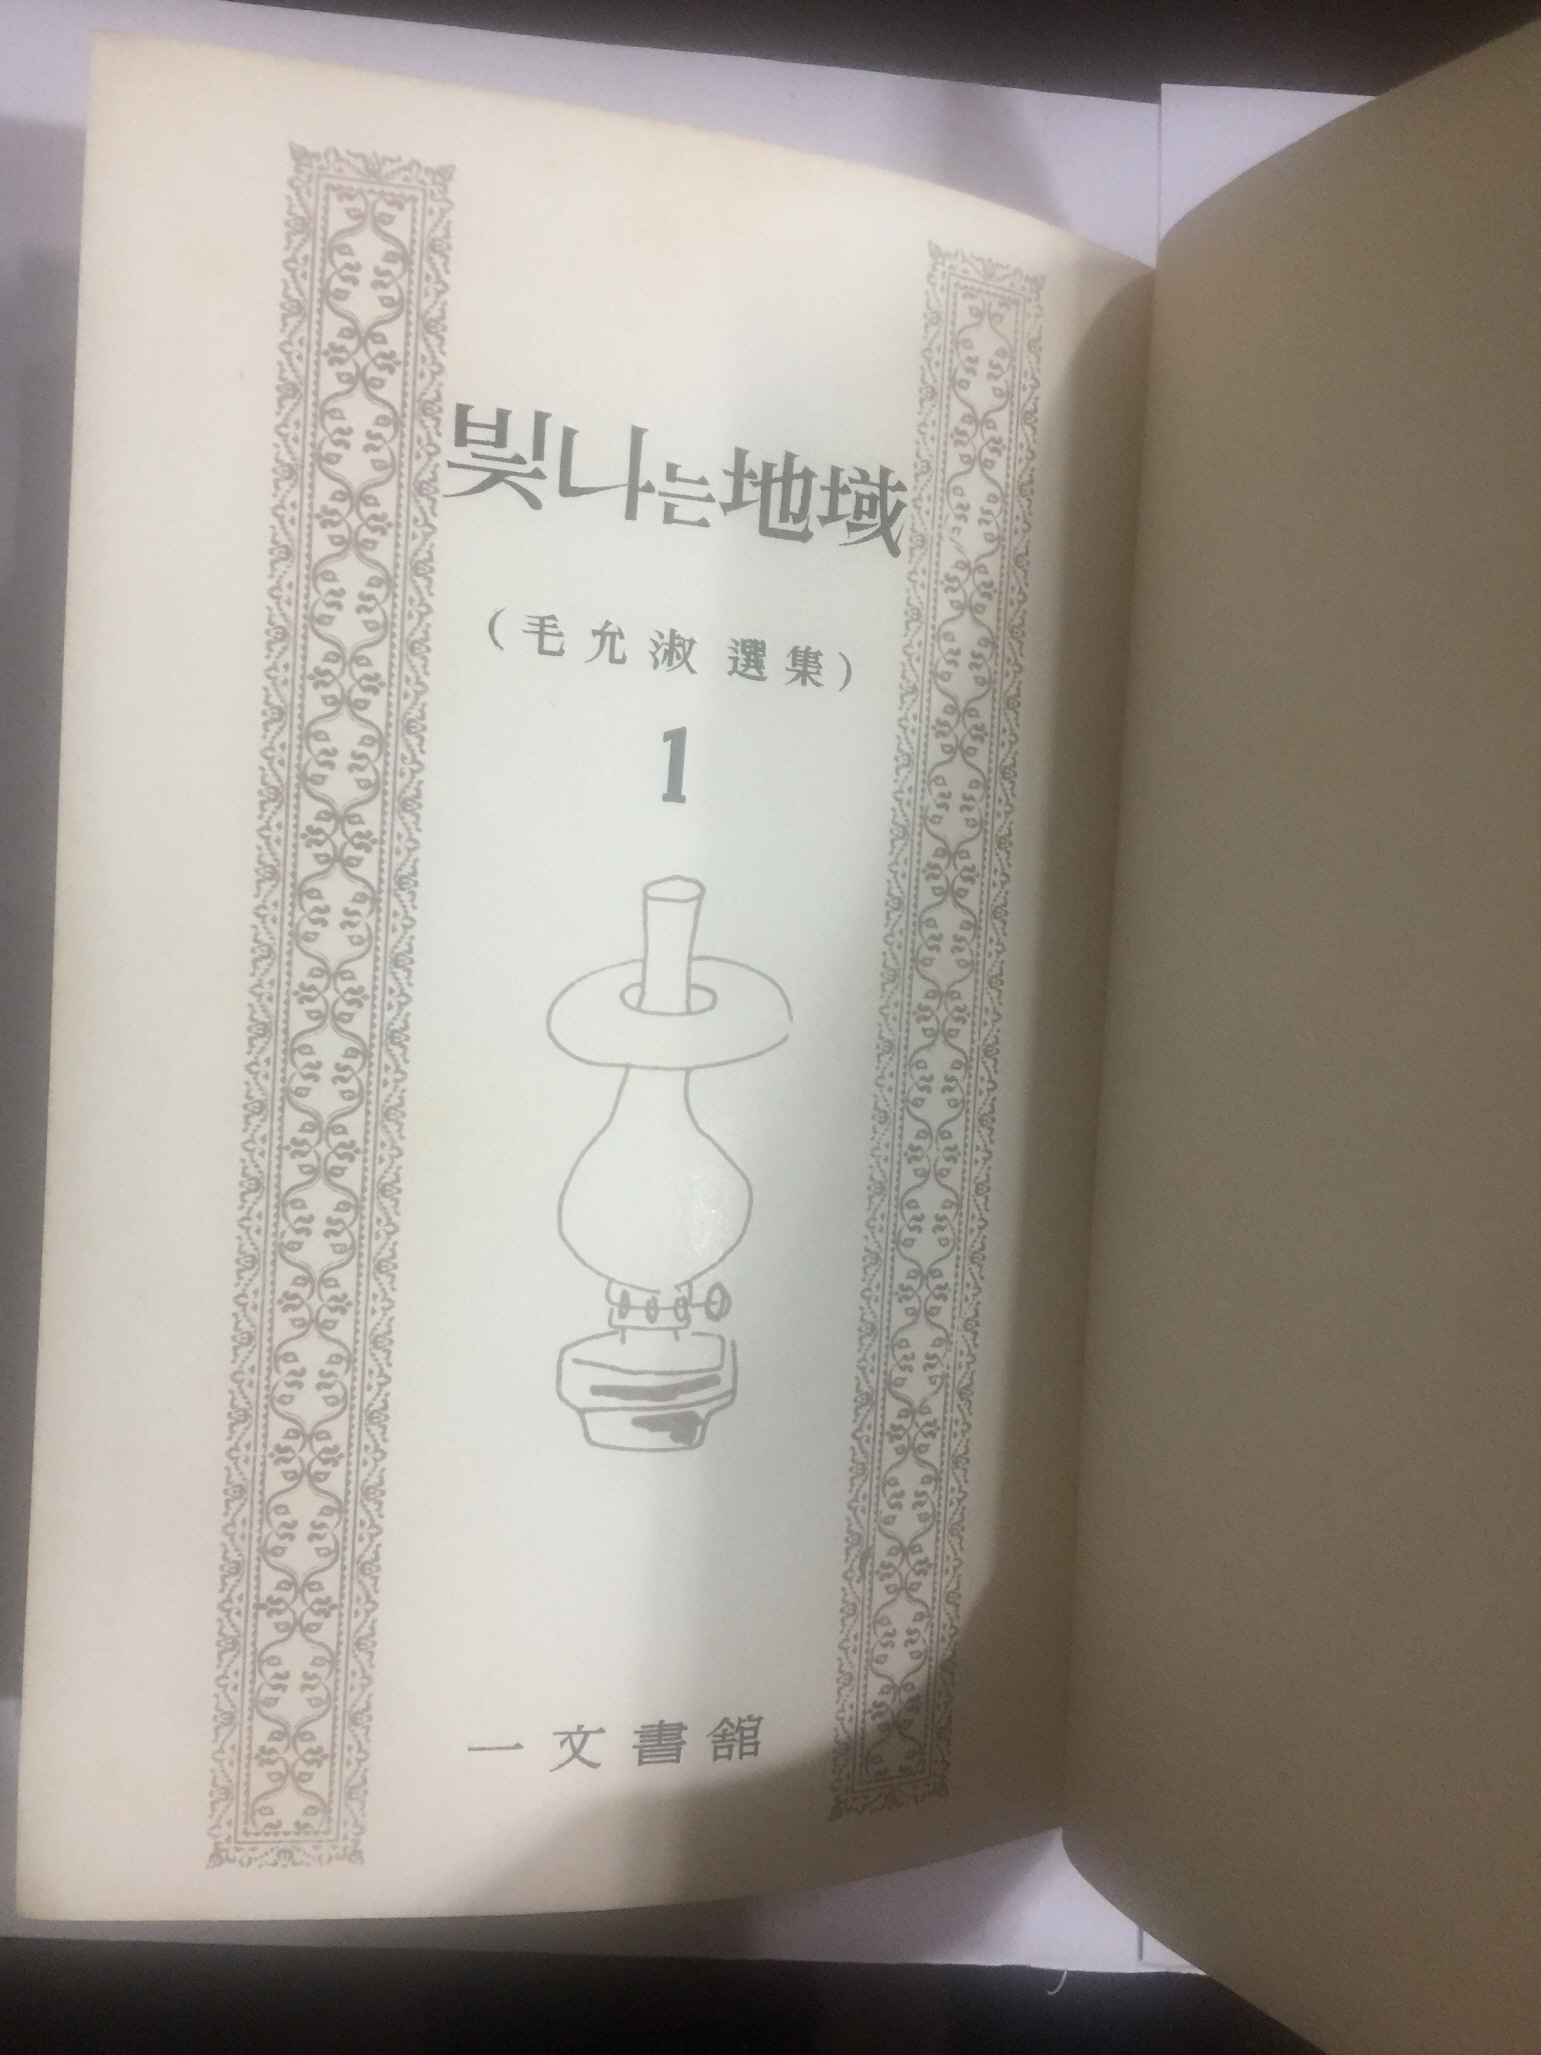 빛나는地域
(毛允淑 選集)
1
一文書舘